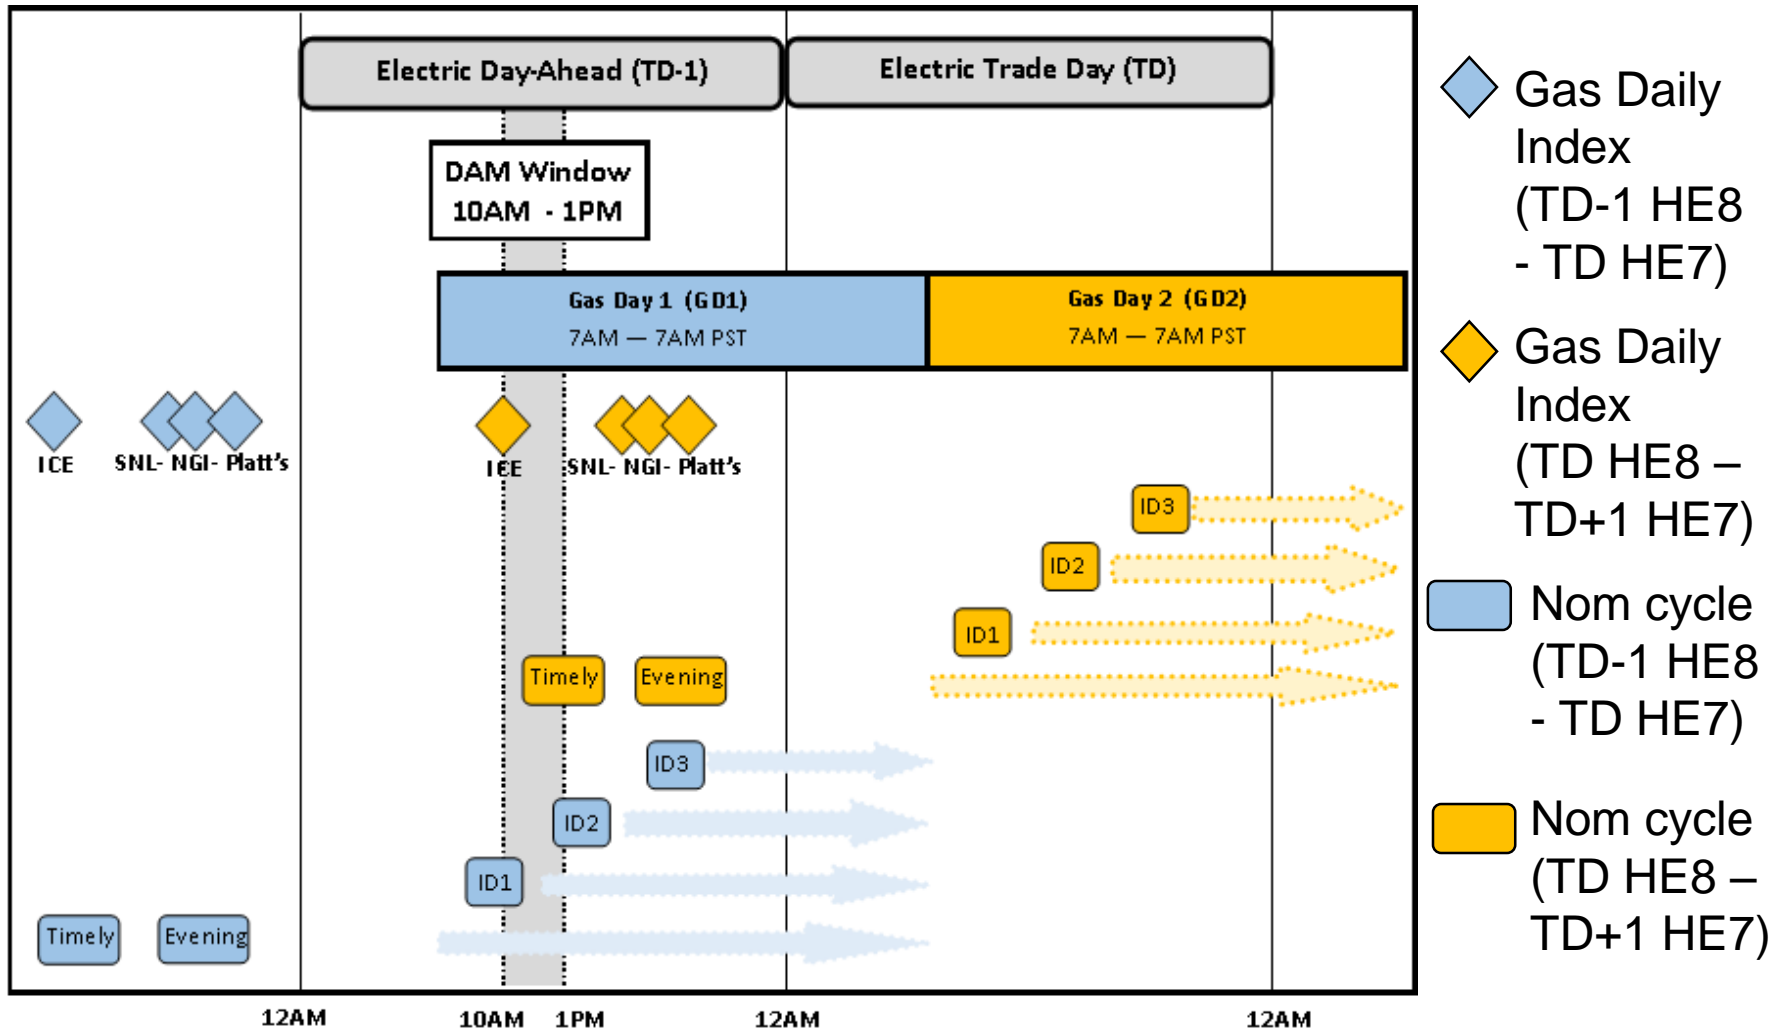 Electric Day-Ahead (TD-1)
Electric Trade Day (TD)
DAM Window
10AM - 1PM
Gas Day 1 (GD1)
7AM — 7AM PST
Gas Day 2 (GD2)
7AM — 7AM PST
ICE
SNL- NGI- Platt's
ICE
SNL- NGI- Platt's
ID3
ID2
ID1
Timely
Evening
ID3
ID2
ID1
Timely
Evening
12AM
10AM
1PM
12AM
12AM
Gas Daily
Index
(TD-1 HE8
- TD HE7)
Gas Daily
Index
(TD HE8 –
TD+1 HE7)
Nom cycle
(TD-1 HE8
- TD HE7)
Nom cycle
(TD HE8 –
TD+1 HE7)